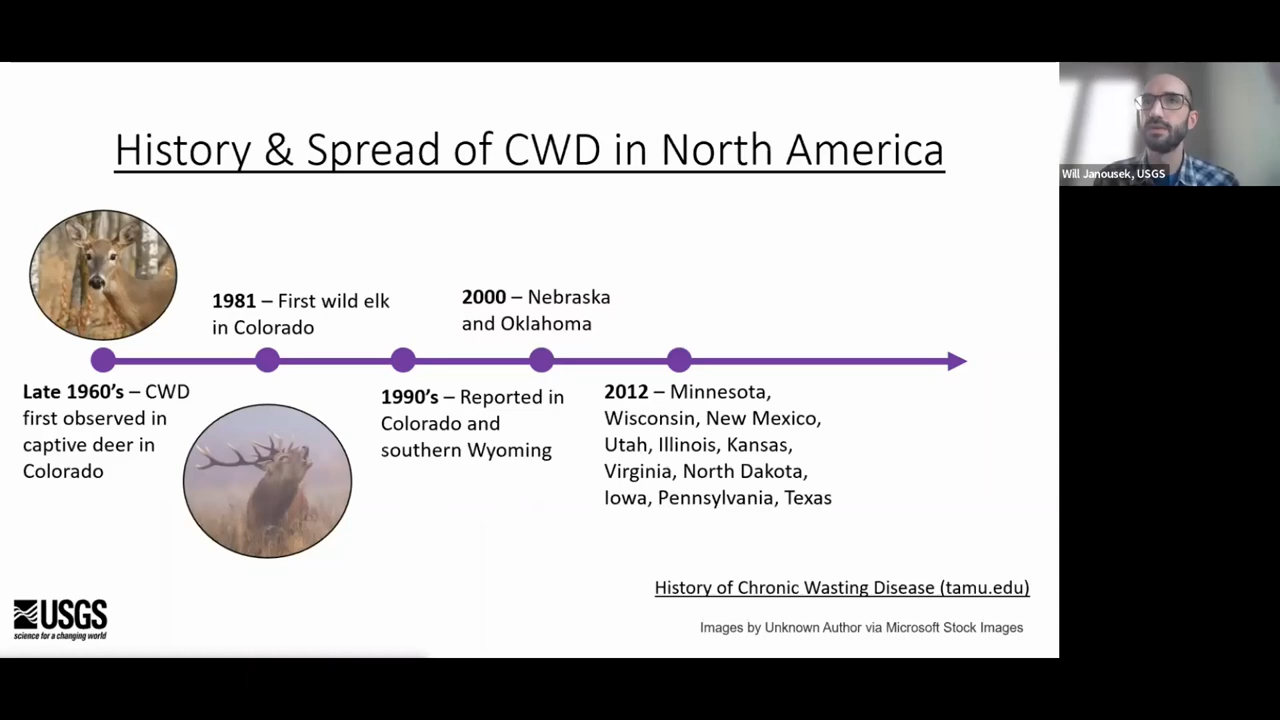 History & Spread of CWD in North America
Will Janousek, USGS
1981 – First wild elk
in Colorado
2000 – Nebraska
and Oklahoma
Late 1960’s – CWD
first observed in
captive deer in
Colorado
1990’s – Reported in
Colorado and
southern Wyoming
2012 – Minnesota,
Wisconsin, New Mexico,
Utah, Illinois, Kansas,
Virginia, North Dakota,
Iowa, Pennsylvania, Texas
History of Chronic Wasting Disease (tamu.edu)
USGS
science for a changing world
Images by Unknown Author via Microsoft Stock Images